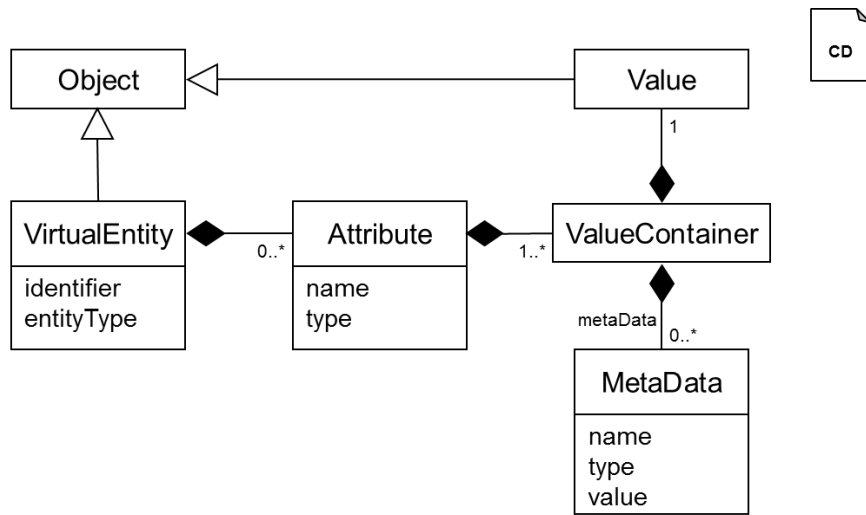 Object
Value
CD
1
VirtualEntity
identifier
entityType
0..*
Attribute
name
type
1..*
ValueContainer
metaData
0..*
MetaData
name
type
value